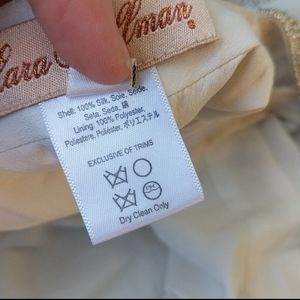 Shell: 100% Silk, Soie, Seide,
Seta, Seda, 絹
Lining: 100% Polyester,
Poliestere, Poliéster, ポリエステル
EXCLUSIVE OF TRIMS
Dry Clean Only